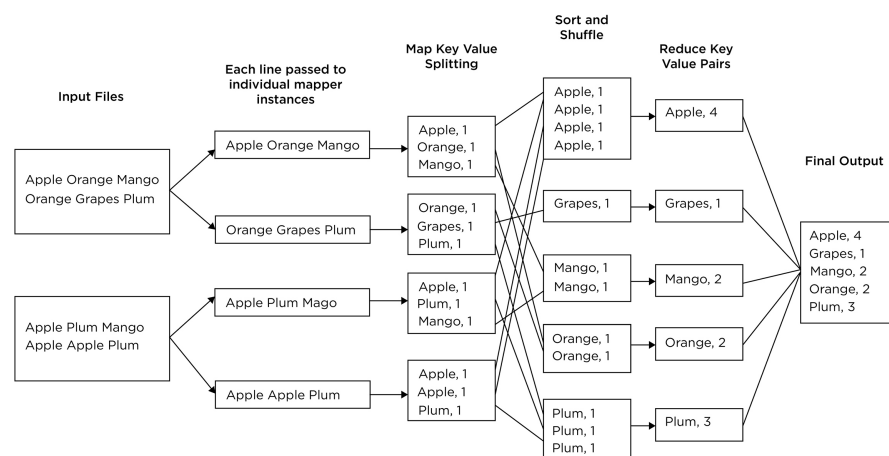 Input Files
Each line passed to
individual mapper
instances
Map Key Value
Splitting
Sort and
Shuffle
Reduce Key
Value Pairs
Final Output
Apple Orange Mango
Orange Grapes Plum
Apple Plum Mango
Apple Apple Plum
Apple Orange Mango
Orange Grapes Plum
Apple Plum Mago
Apple Apple Plum
Apple, 1
Orange, 1
Mango, 1
Orange, 1
Grapes, 1
Plum, 1
Apple, 1
Plum, 1
Mango, 1
Apple, 1
Apple, 1
Plum, 1
Apple, 1
Apple, 1
Apple, 1
Apple, 1
Grapes, 1
Mango, 1
Mango, 1
Orange, 1
Orange, 1
Plum, 1
Plum, 1
Plum, 1
Apple, 4
Grapes, 1
Mango, 2
Orange, 2
Plum, 3
Apple, 4
Grapes, 1
Mango, 2
Orange, 2
Plum, 3